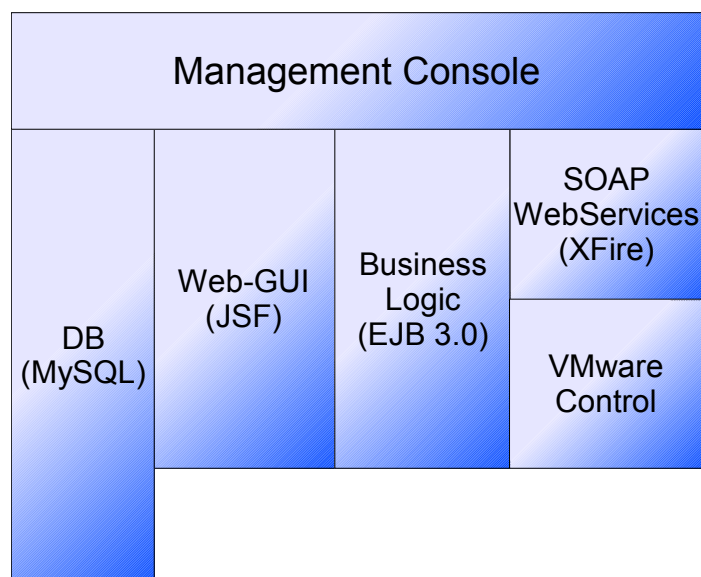 Management Console
DB
(MySQL)
Web-GUI
(JSF)
Business
Logic
(EJB 3.0)
SOAP
WebServices
(XFire)
VMware
Control